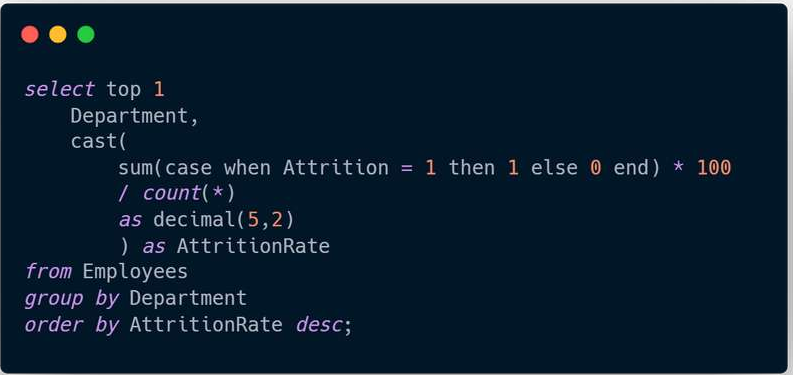 select top 1
    Department,
    cast(
        sum(case when Attrition = 1 then 1 else 0 end) * 100
        / count(*)
        as decimal(5,2)
        ) as AttritionRate
from Employees
group by Department
order by AttritionRate desc;